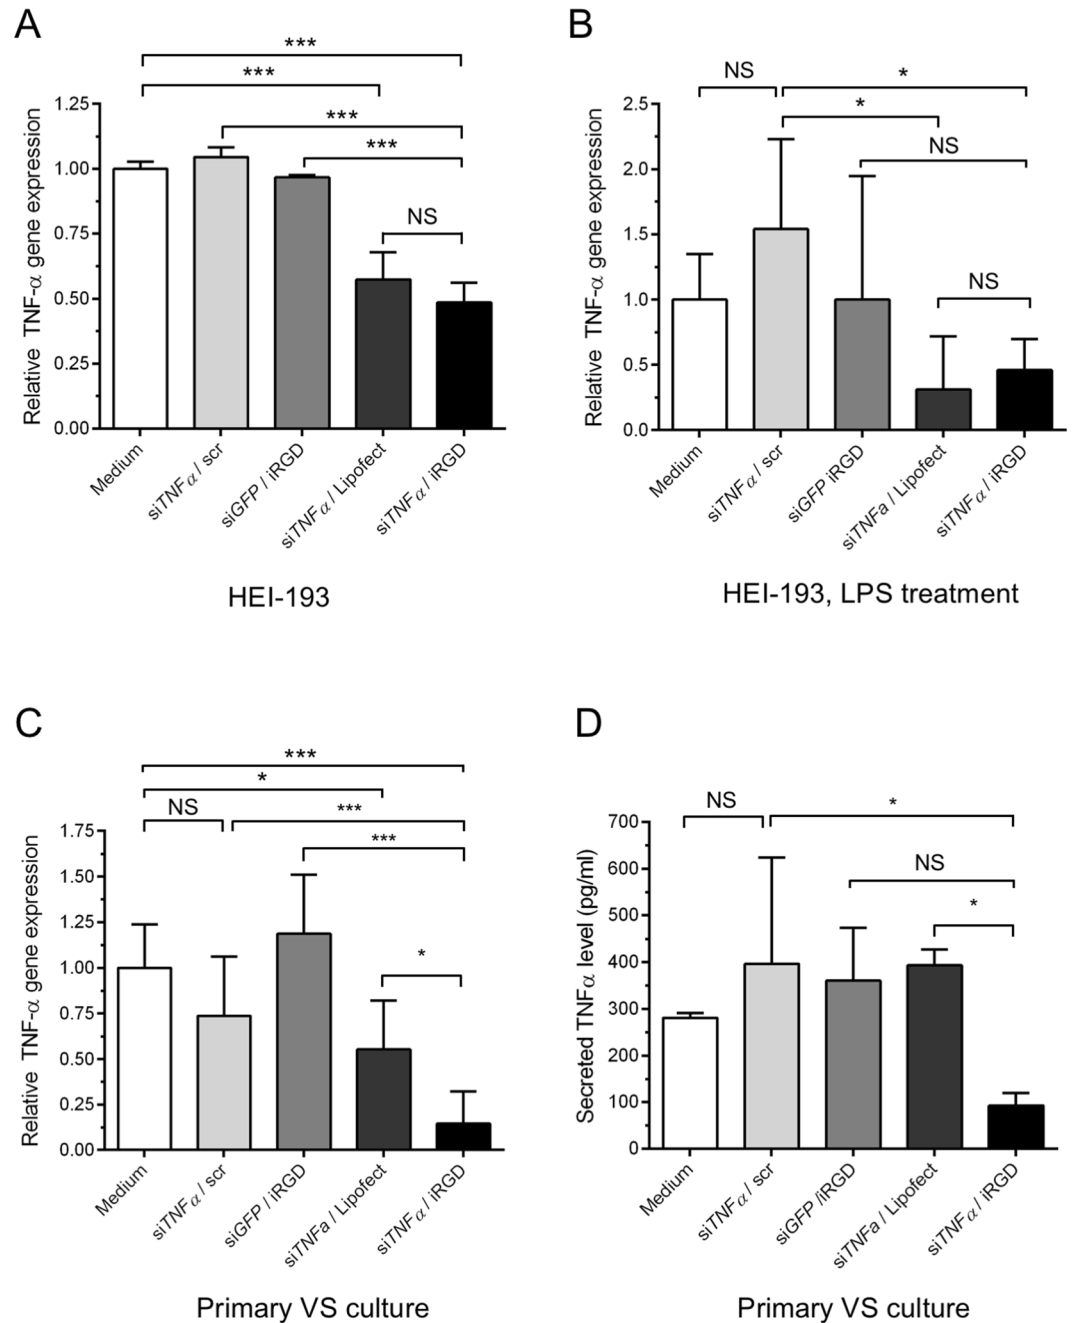 A
***
***
***
***
NS
1.25
1.00
0.75
0.50
0.25
0.00
Relative TNF-α gene expression
Medium
siTNFα / scr
siGFP / iRGD
siTNFα / Lipofect
siTNFα / iRGD
HEI-193
B
NS
*
*
NS
NS
2.5
2.0
1.5
1.0
0.5
0.0
Relative TNF-α gene expression
Medium
siTNFα / scr
siGFP iRGD
siTNFa / Lipofect
siTNFα / iRGD
HEI-193, LPS treatment
C
***
*
NS
***
***
*
1.75
1.50
1.25
1.00
0.75
0.50
0.25
0.00
Relative TNF-α gene expression
Medium
siTNFα / scr
siGFP / iRGD
siTNFa / Lipofect
siTNFα / iRGD
Primary VS culture
D
NS
*
NS
*
700
600
500
400
300
200
100
0
Secreted TNFα level (pg/ml)
Medium
siTNFα / scr
siGFP /iRGD
siTNFa / Lipofect
siTNFα / iRGD
Primary VS culture